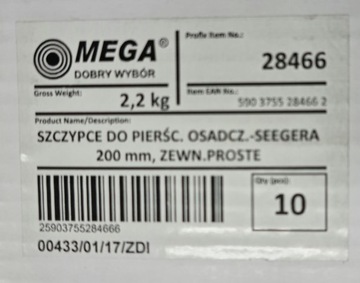 MEGA®
DOBRY WYBÓR
Profix Item No.:
28466
Gross Weight:
2,2 kg
Item EAN No.:
590 3755 28466 2
Product Name/Description:
SZCZYPCE DO PIERŚC. OSADCZ.-SEEGERA
200 mm, ZEWN.PROSTE
25903755284666
00433/01/17/ZDI
Qty (pcs):
10